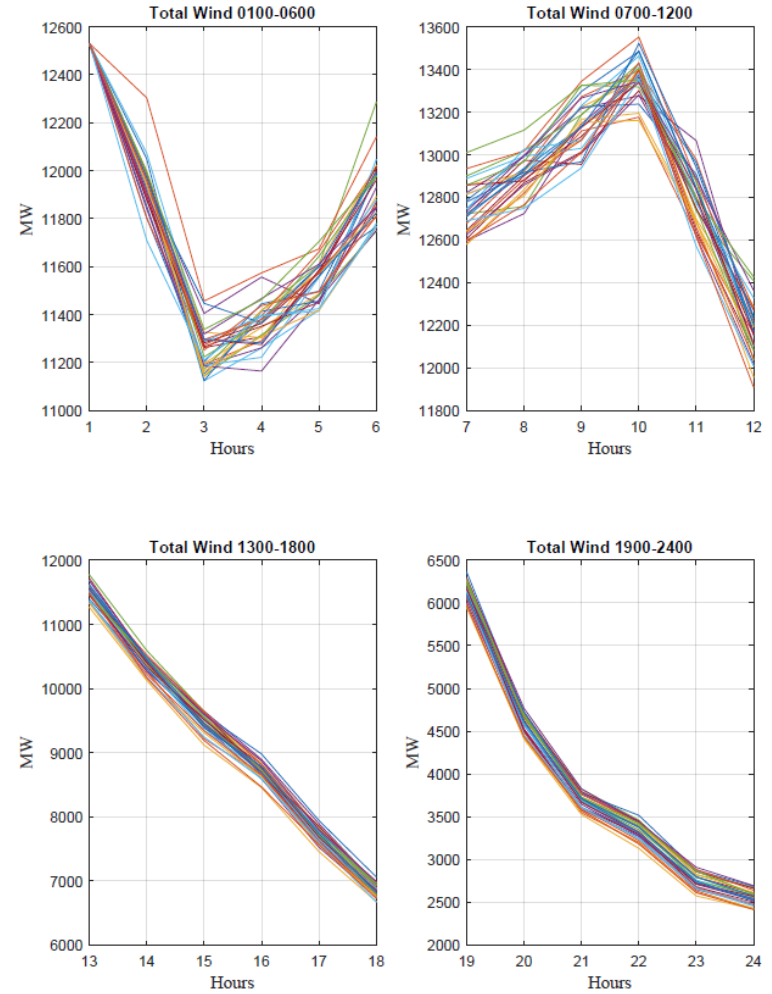 Total Wind 0100-0600
12600
12400
12200
12000
11800
11600
11400
11200
11000
MW
1 2 3 4 5 6
Hours
Total Wind 0700-1200
13600
13400
13200
13000
12800
12600
12400
12200
12000
11800
MW
7 8 9 10 11 12
Hours
Total Wind 1300-1800
12000
11000
10000
9000
8000
7000
6000
MW
13 14 15 16 17 18
Hours
Total Wind 1900-2400
6500
6000
5000
4500
4000
3500
3000
2500
2000
MW
19 20 21 22 23 24
Hours